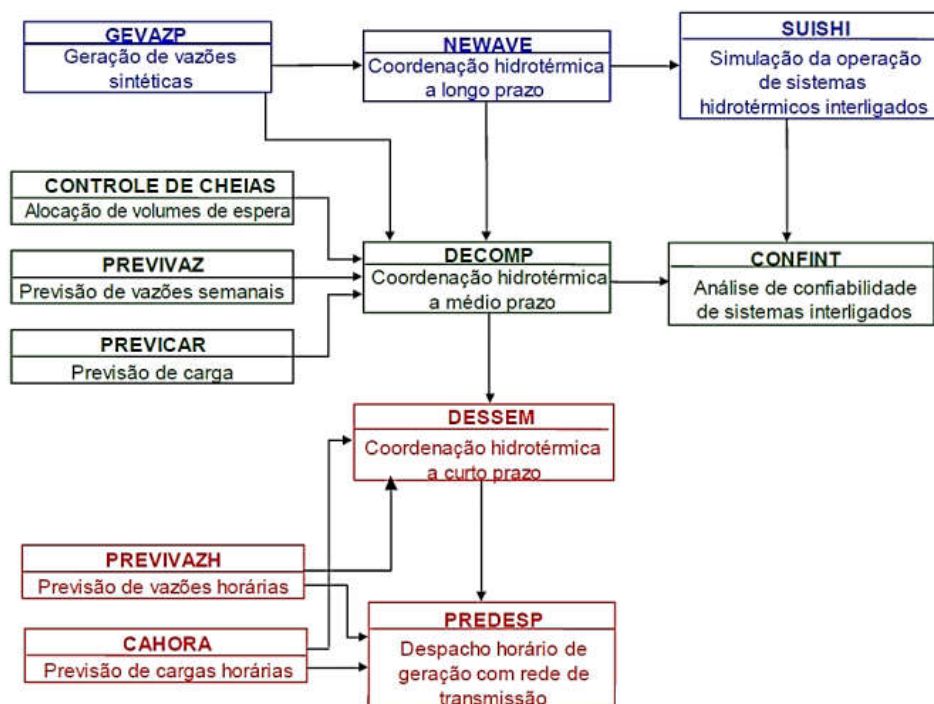 GEVAZP
Geração de vazões
sintéticas
NEWAVE
Coordenação hidrotérmica
a longo prazo
SUISHI
Simulação da operação
de sistemas
hidrotérmicos interligados
CONTROLE DE CHEIAS
Alocação de volumes de espera
PREVIVAZ
Previsão de vazões semanais
PREVICAR
Previsão de carga
DECOMP
Coordenação hidrotérmica
a médio prazo
CONFINT
Análise de confiabilidade
de sistemas interligados
DESSEM
Coordenação hidrotérmica
a curto prazo
PREVIVAZH
Previsão de vazões horárias
CAHORA
Previsão de cargas horárias
PREDESP
Despacho horário de
geração com rede de
transmissão